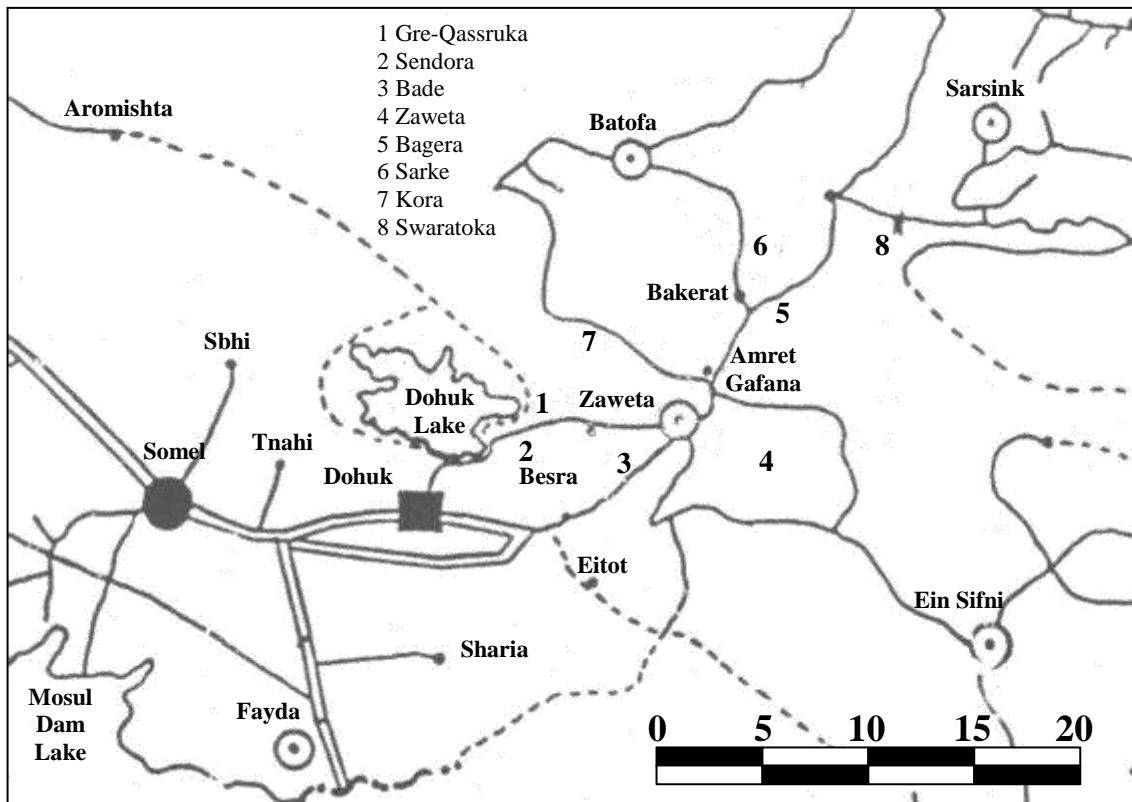 1 Gre-Qassruka
2 Sendora
3 Bade
4 Zaweta
5 Bagera
6 Sarke
7 Kora
8 Swaratoka
Aromishta
Batofa
Sarsink
6
8
Bakerat
5
Sbhi
7
Amret
Gafana
Dohuk
Lake
1
Zaweta
Somel
Tnahi
Dohuk
2
Besra
3
4
Eitot
Ein Sifni
Sharia
Mosul
Dam
Lake
Fayda
0 5 10 15 20